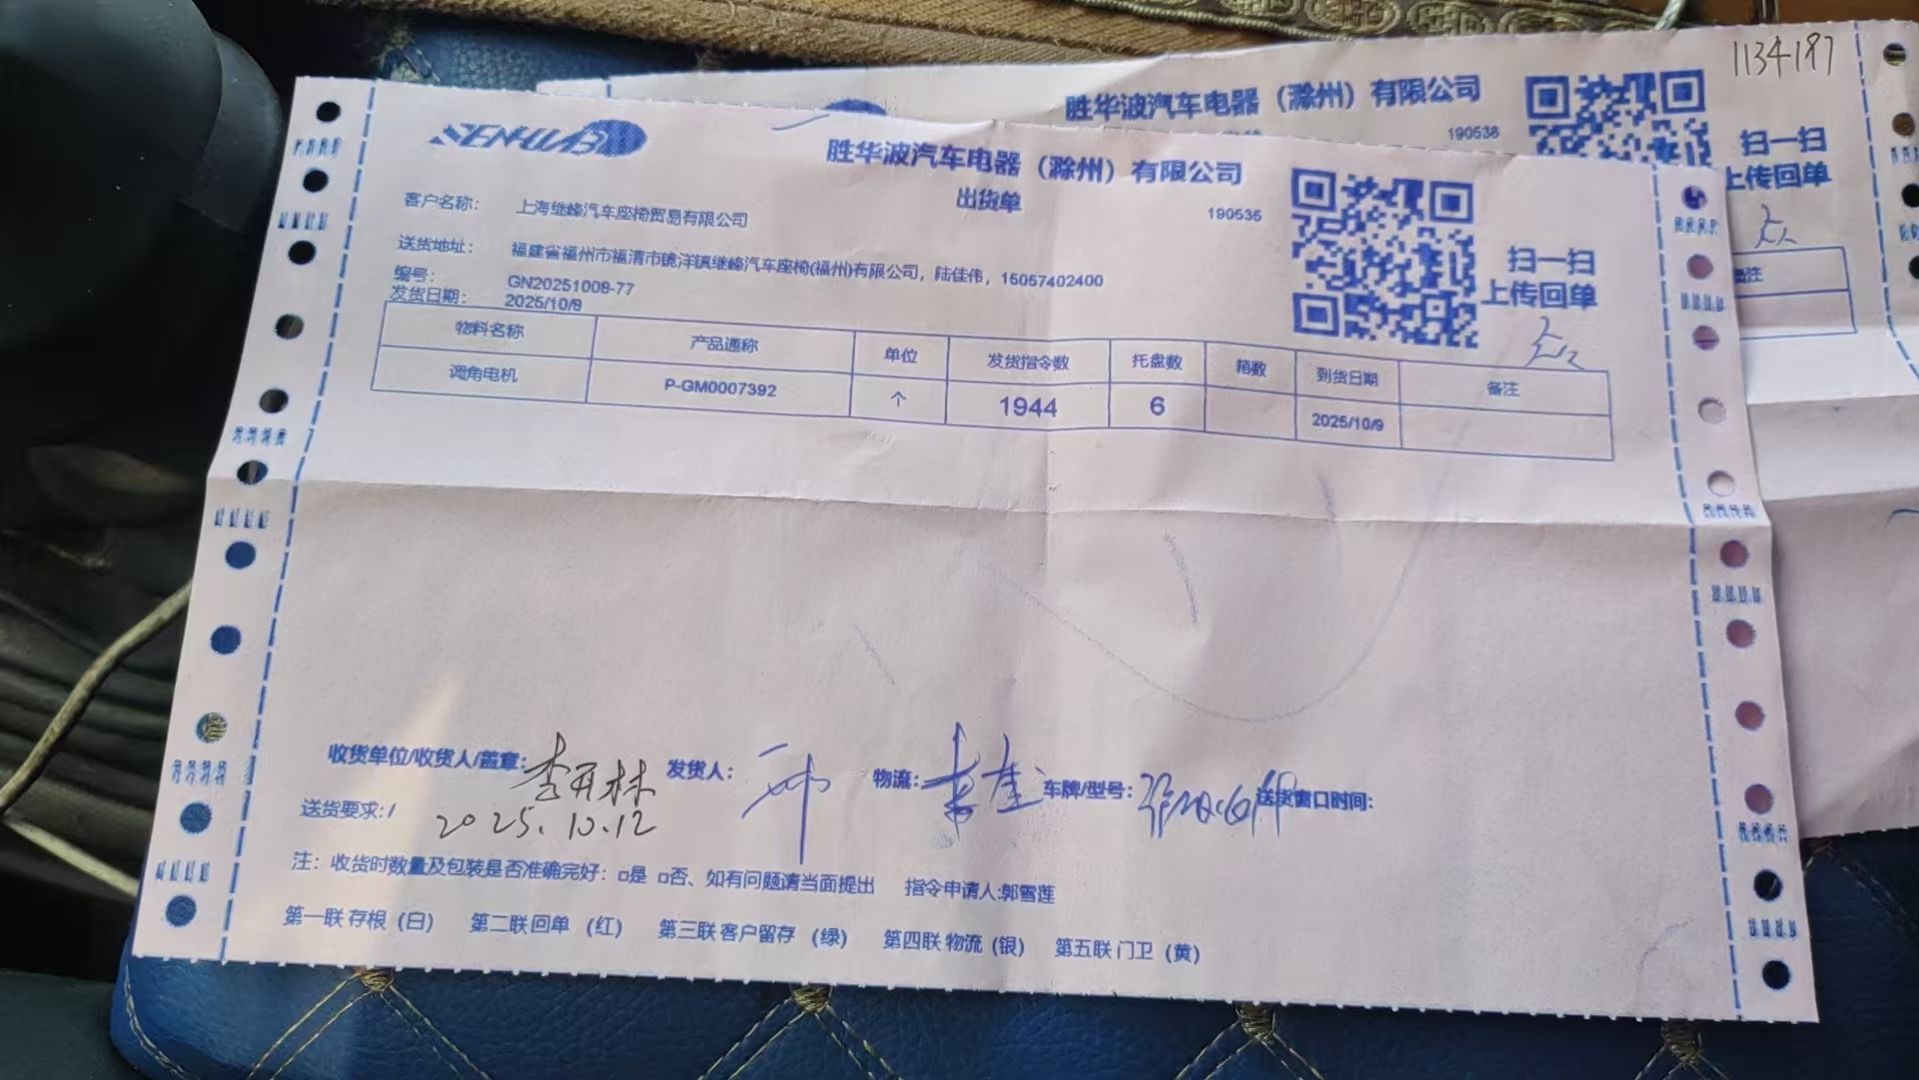 1134187
胜华波汽车电器（滁州）有限公司
190538
扫一扫
上传回单
备注
SENHUABO
胜华波汽车电器（滁州）有限公司
出货单
190535
扫一扫
上传回单
客户名称： 上海继峰汽车座椅贸易有限公司
送货地址： 福建省福州市福清市镜洋镇继峰汽车座椅(福州)有限公司，陆佳伟，15057402400
编号： GN20251008-77
发货日期： 2025/10/8
物料名称 产品通称 单位 发货指令数 托盘数 箱数 到货日期 备注
调角电机 P-GM0007392 个 1944 6 2025/10/9
收货单位/收货人/盖章：李开林 发货人： 物流： 车牌/型号： 送货窗口时间：
送货要求：/ 2025.10.12
注：收货时数量及包装是否准确完好：□是 □否、如有问题请当面提出 指令申请人:郭雪莲
第一联 存根（白） 第二联 回单 （红） 第三联 客户留存 （绿） 第四联 物流（银） 第五联 门卫（黄）